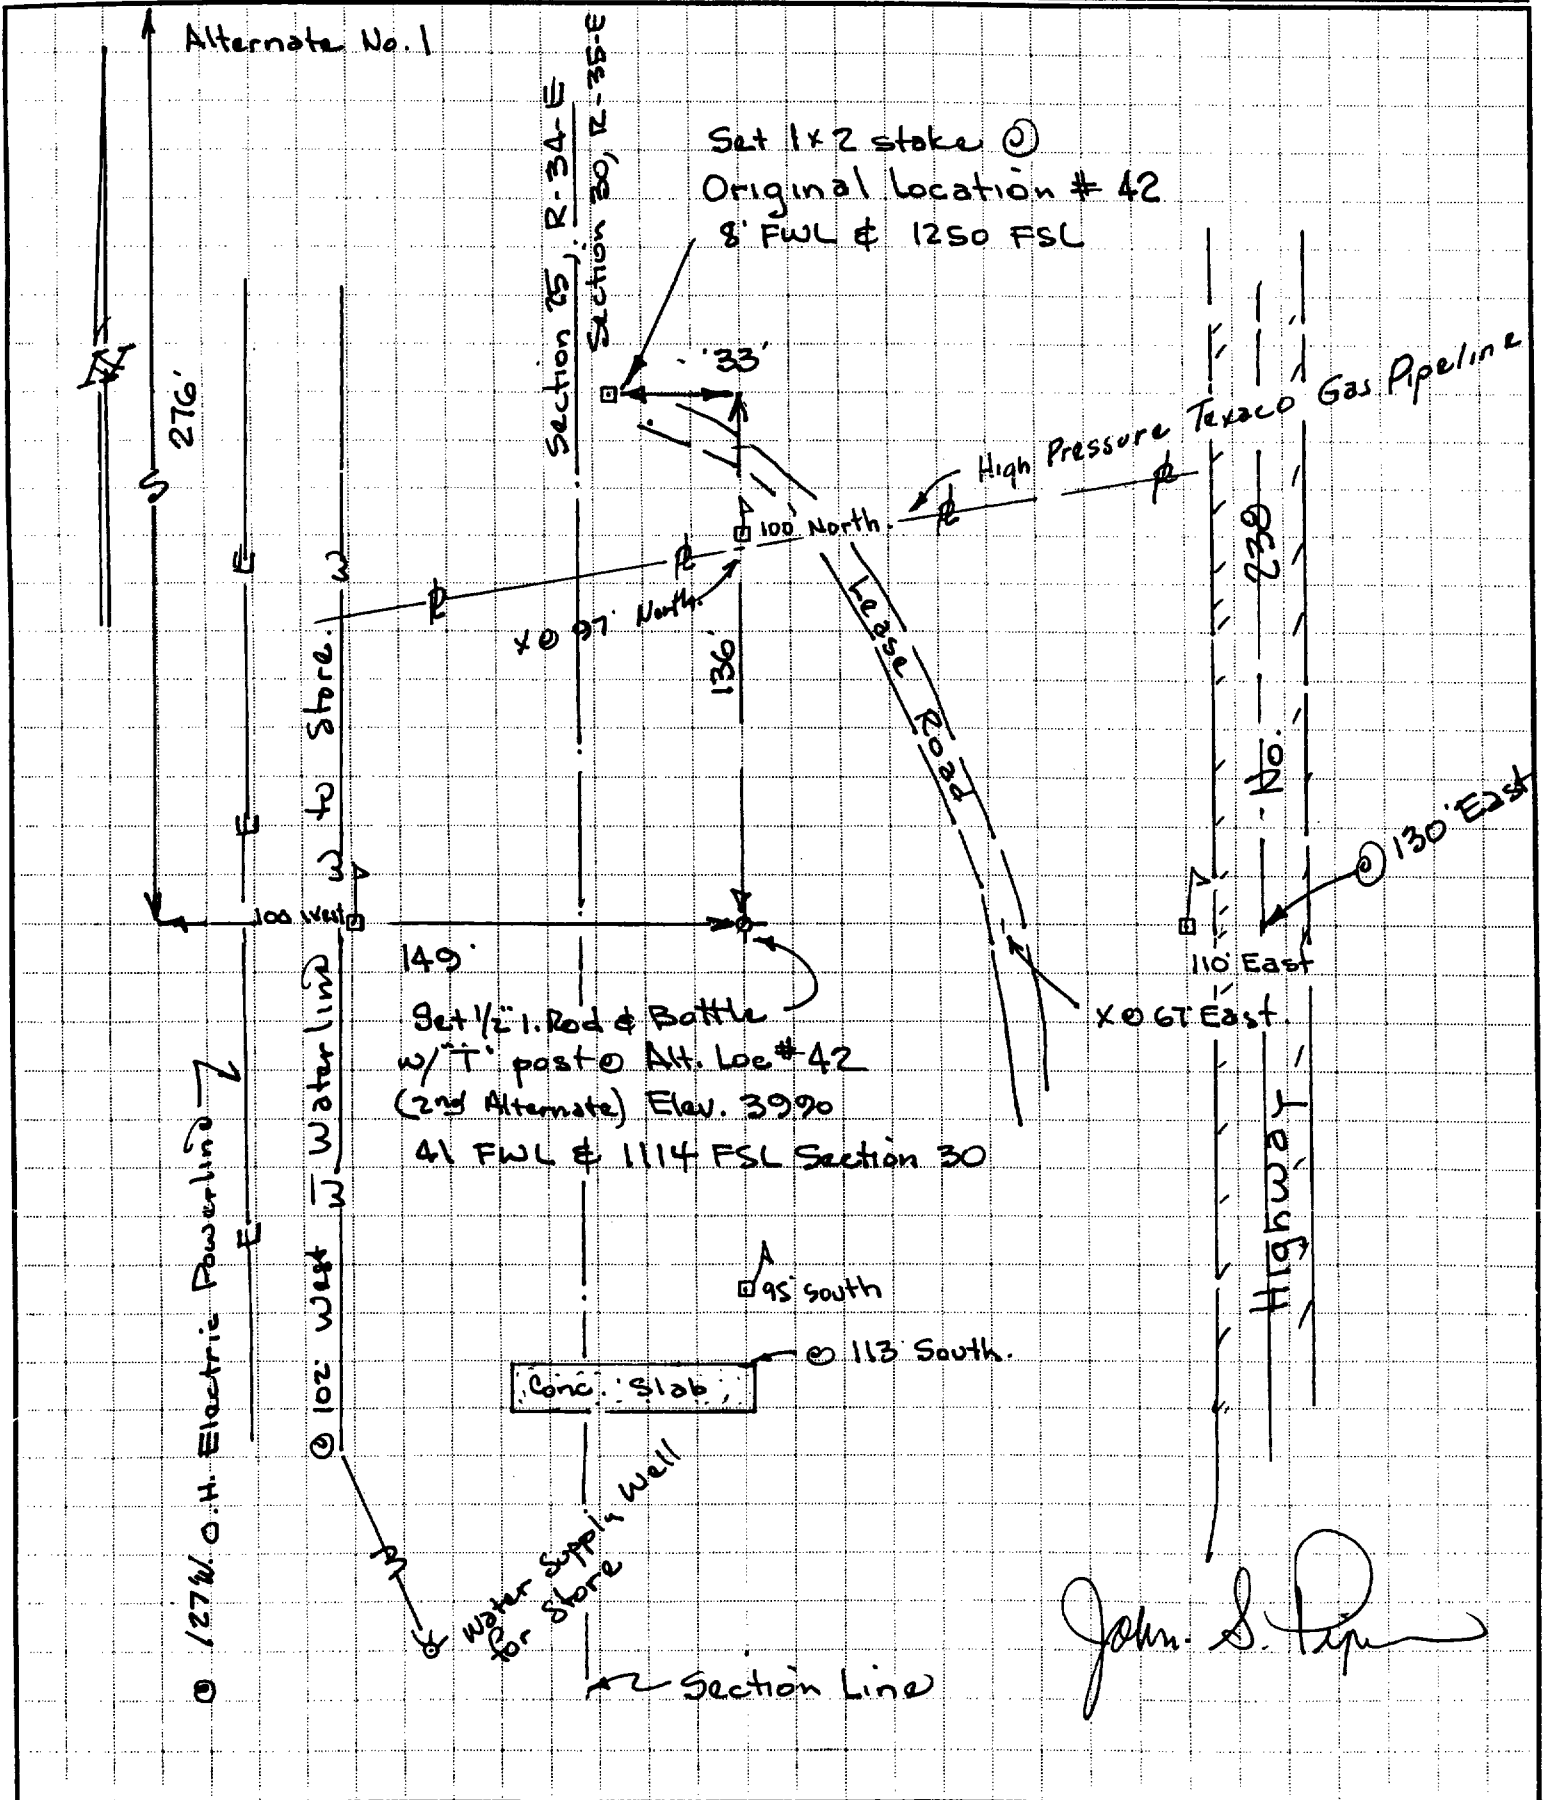 Alternate No. 1
Section 25, R-34-E
Section 30, R-35-E
Set 1x2 stake @
Original Location # 42
8' FWL & 1250 FSL
276'
33'
High Pressure Texaco Gas Pipeline
100' North.
X @ 97' North.
136'
W to Store. W
Lease Road
Highway No. 238
@ 130' East
100 West
149'
110' East
X @ 67 East.
Set 1/2" I. Rod & Bottle
w/ "T" post @ Alt. Loc # 42
(2nd Alternate) Elev. 3990
41 FWL & 1114 FSL Section 30
E
E
E
@ 127 W. O.H. Electric Powerline
@ 102' West W Waterline W
95' South
@ 113' South.
Conc. Slab
W
Water Supply Well
for Store
Section Line
John. S. Piper